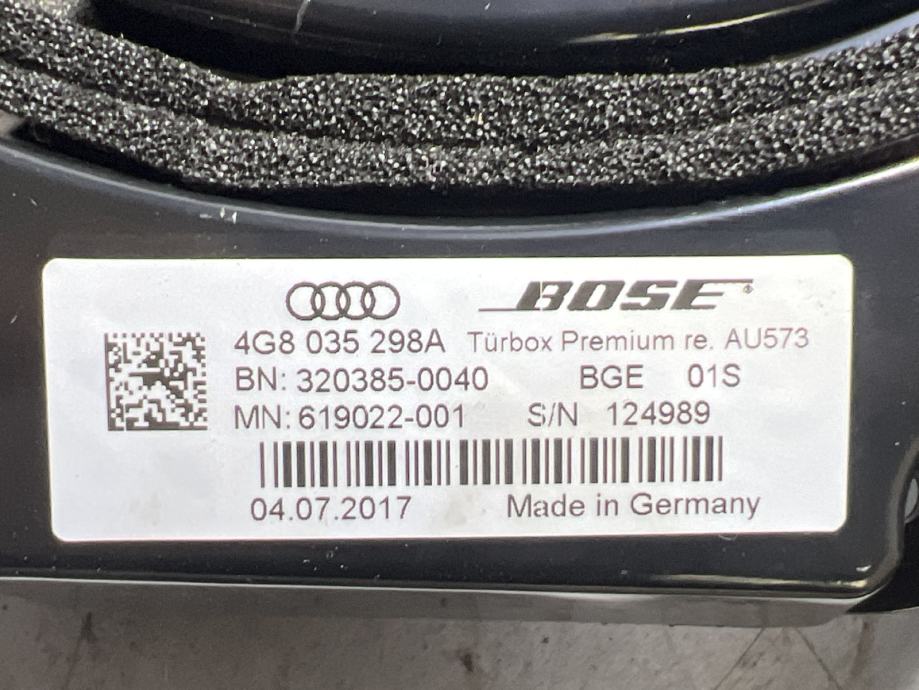 BOSE®
4G8 035 298A Türbox Premium re. AU573
BN: 320385-0040 BGE 01S
MN: 619022-001 S/N 124989
04.07.2017 Made in Germany